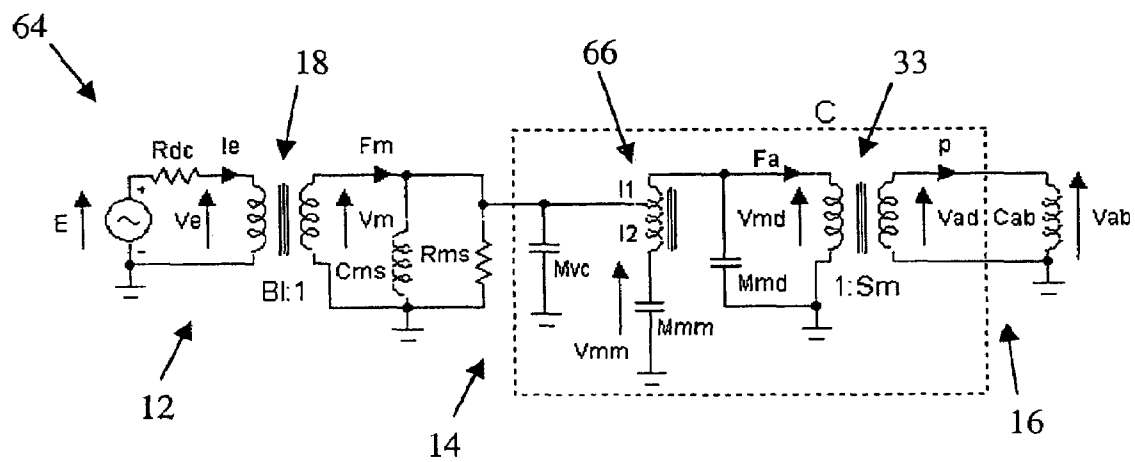 64
18
66
33
C
Rdc
Ie
Fm
I1
Fa
p
+
E
Ve
Vm
I2
Vmd
Vad
Cab
Vab
-
Cms
Rms
Mvc
Mmd
Bl:1
Vmm
Mmm
1:Sm
12
14
16